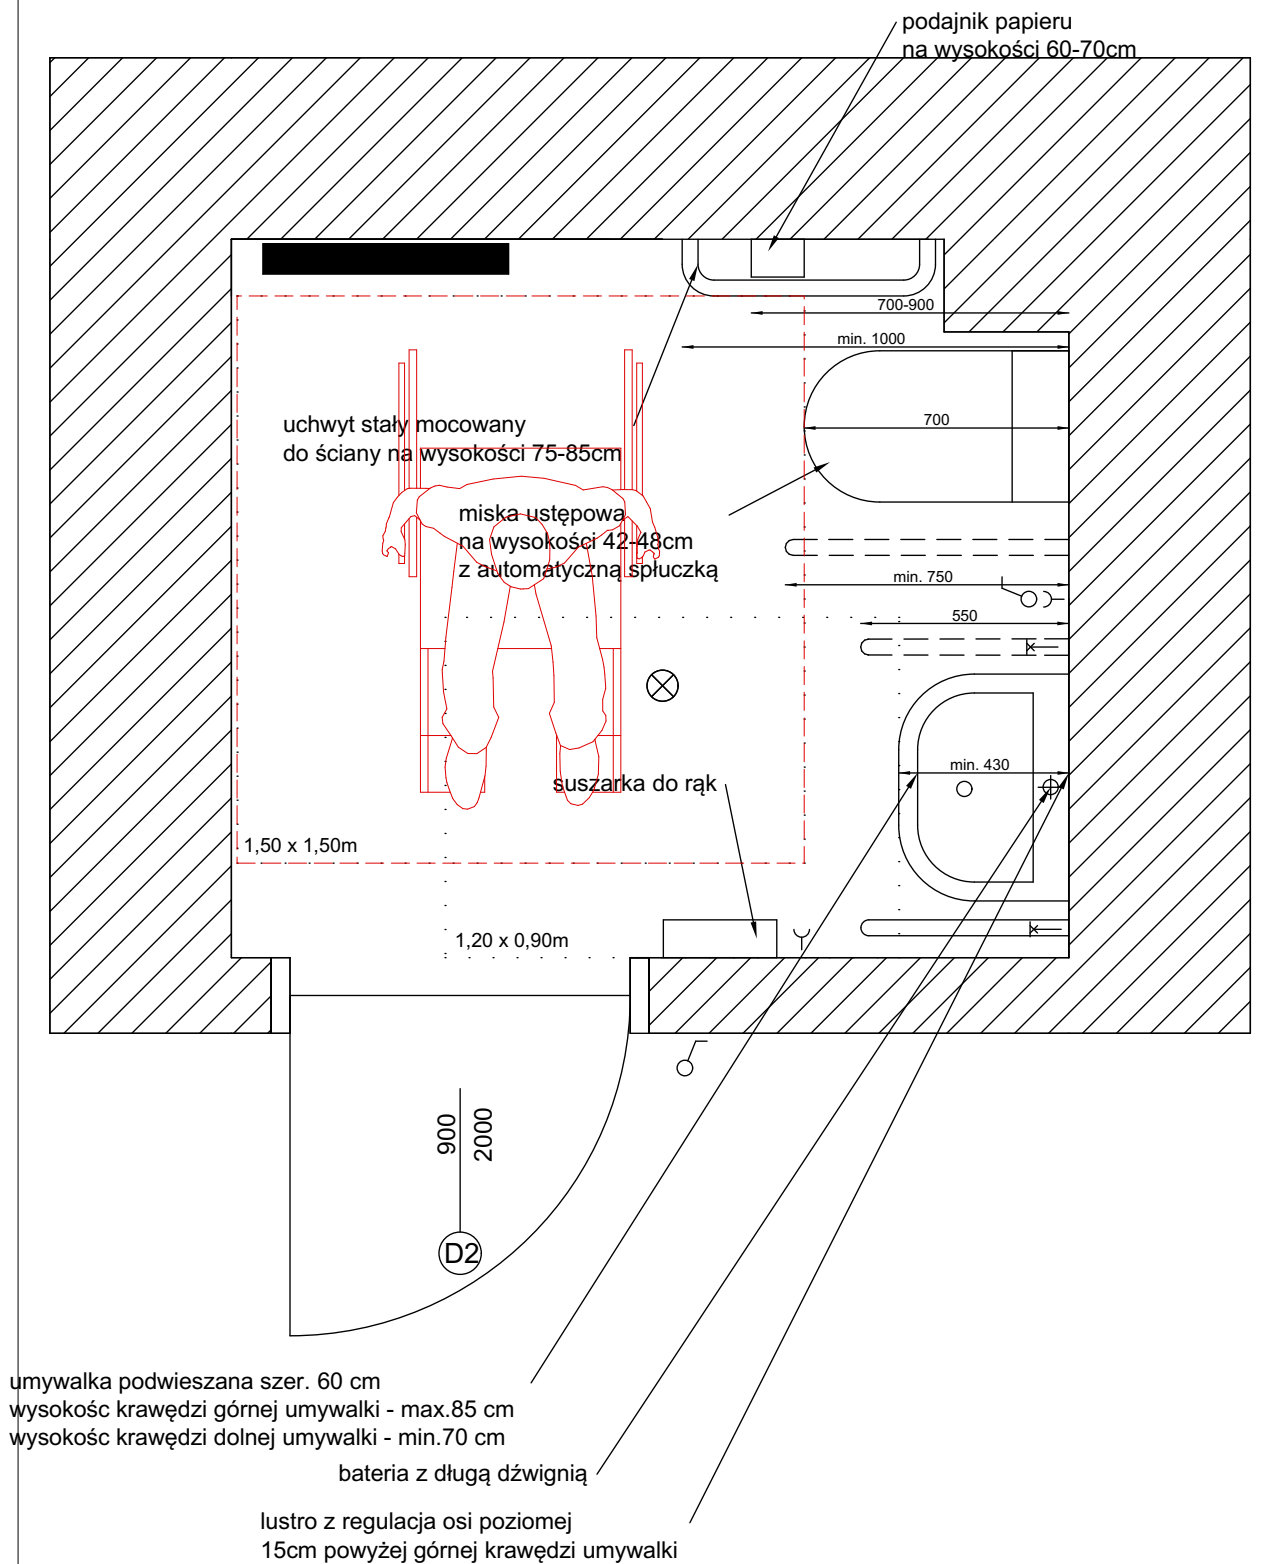 podajnik papieru
na wysokości 60-70cm
700-900
min. 1000
uchwyt stały mocowany
do ściany na wysokości 75-85cm
700
miska ustępowa
na wysokości 42-48cm
z automatyczną spłuczką
min. 750
550
min. 430
suszarka do rąk
1,50 x 1,50m
1,20 x 0,90m
900
2000
D2
umywalka podwieszana szer. 60 cm
wysokośc krawędzi górnej umywalki - max.85 cm
wysokośc krawędzi dolnej umywalki - min.70 cm
bateria z długą dźwignią
lustro z regulacja osi poziomej
15cm powyżej górnej krawędzi umywalki